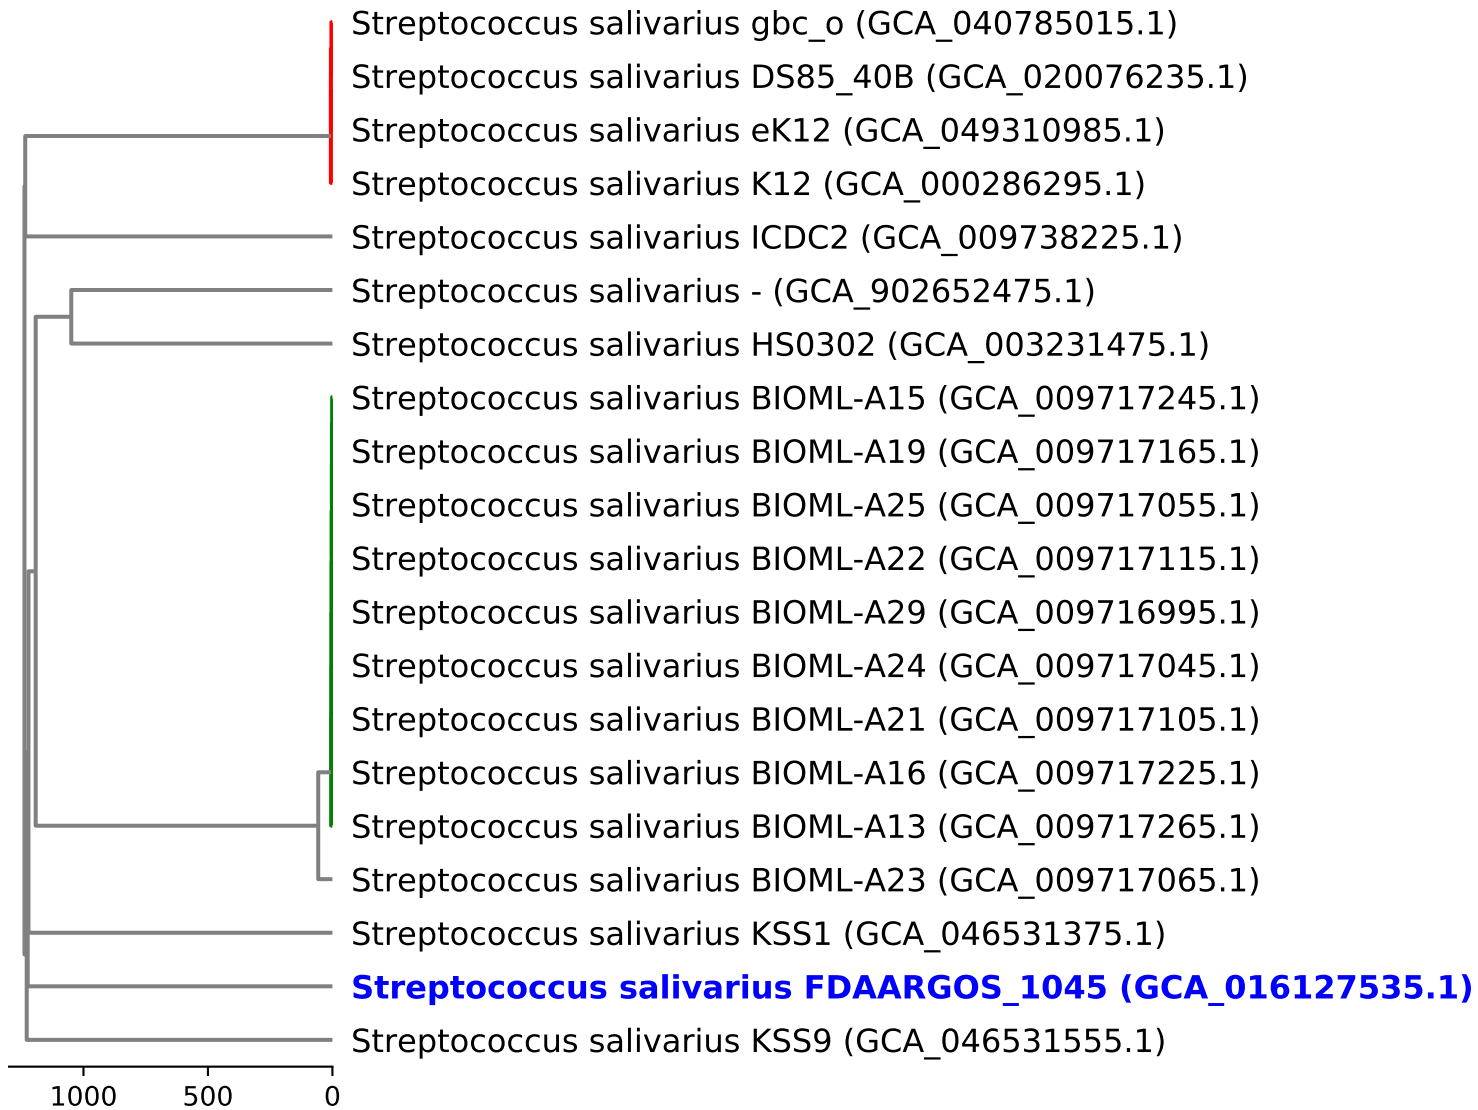 Streptococcus salivarius gbc_o (GCA_040785015.1)
Streptococcus salivarius DS85_40B (GCA_020076235.1)
Streptococcus salivarius eK12 (GCA_049310985.1)
Streptococcus salivarius K12 (GCA_000286295.1)
Streptococcus salivarius ICDC2 (GCA_009738225.1)
Streptococcus salivarius - (GCA_902652475.1)
Streptococcus salivarius HS0302 (GCA_003231475.1)
Streptococcus salivarius BIOML-A15 (GCA_009717245.1)
Streptococcus salivarius BIOML-A19 (GCA_009717165.1)
Streptococcus salivarius BIOML-A25 (GCA_009717055.1)
Streptococcus salivarius BIOML-A22 (GCA_009717115.1)
Streptococcus salivarius BIOML-A29 (GCA_009716995.1)
Streptococcus salivarius BIOML-A24 (GCA_009717045.1)
Streptococcus salivarius BIOML-A21 (GCA_009717105.1)
Streptococcus salivarius BIOML-A16 (GCA_009717225.1)
Streptococcus salivarius BIOML-A13 (GCA_009717265.1)
Streptococcus salivarius BIOML-A23 (GCA_009717065.1)
Streptococcus salivarius KSS1 (GCA_046531375.1)
Streptococcus salivarius FDAARGOS_1045 (GCA_016127535.1)
Streptococcus salivarius KSS9 (GCA_046531555.1)
1000 500 0